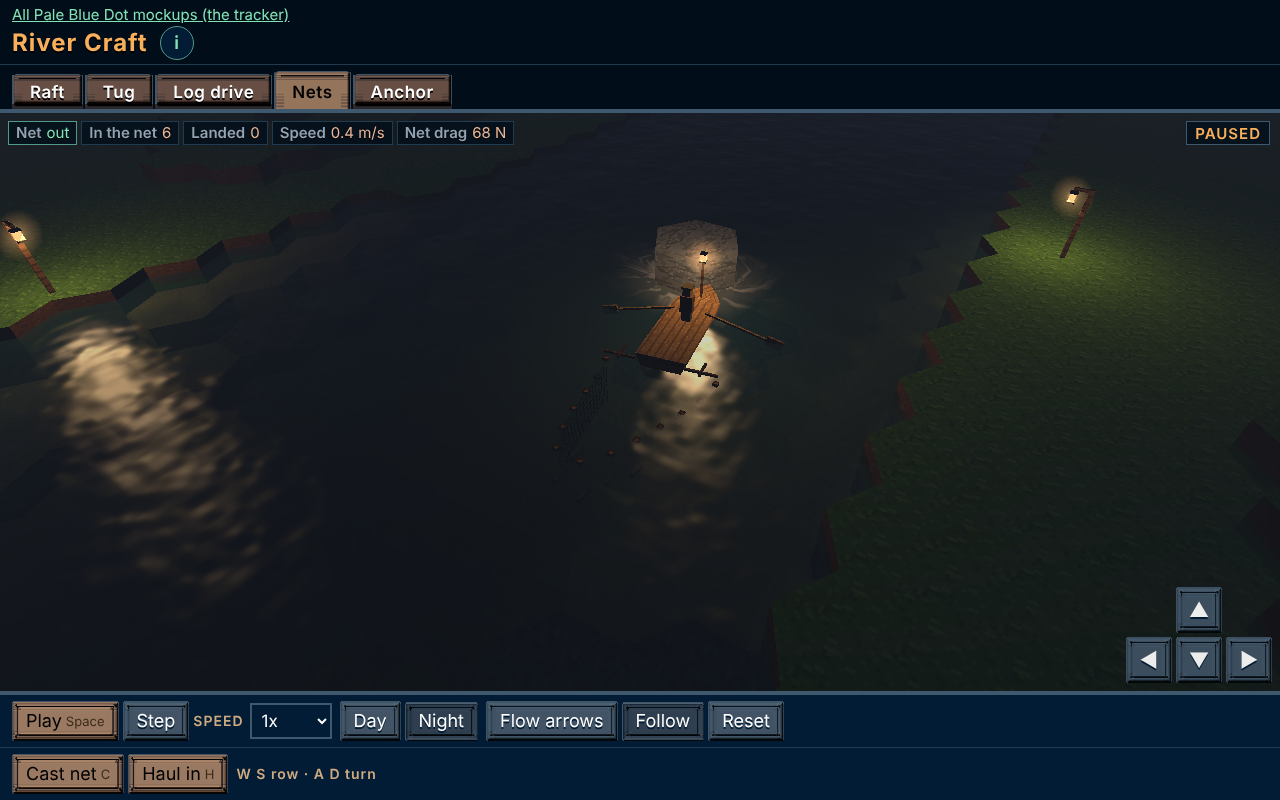 All Pale Blue Dot mockups (the tracker)
River Craft i
Raft Tug Log drive Nets Anchor
Net out In the net 6 Landed 0 Speed 0.4 m/s Net drag 68 N PAUSED
▲
◀ ▼ ▶
Play Space Step SPEED 1x Day Night Flow arrows Follow Reset
Cast net C Haul in H W S row · A D turn